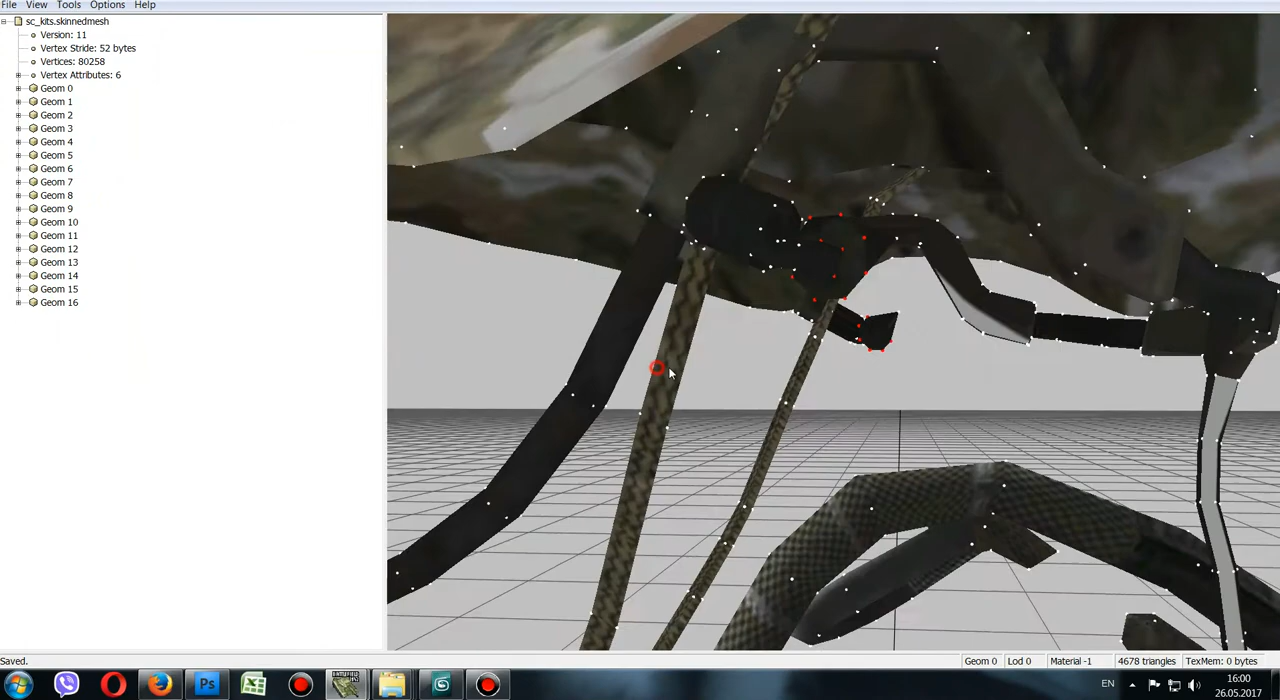 File View Tools Options Help
sc_kits.skinnedmesh
Version: 11
Vertex Stride: 52 bytes
Vertices: 80258
Vertex Attributes: 6
Geom 0
Geom 1
Geom 2
Geom 3
Geom 4
Geom 5
Geom 6
Geom 7
Geom 8
Geom 9
Geom 10
Geom 11
Geom 12
Geom 13
Geom 14
Geom 15
Geom 16
Saved.
Geom 0 Lod 0 Material -1 4678 triangles TexMem: 0 bytes
Ps
EN
16:00
26.05.2017